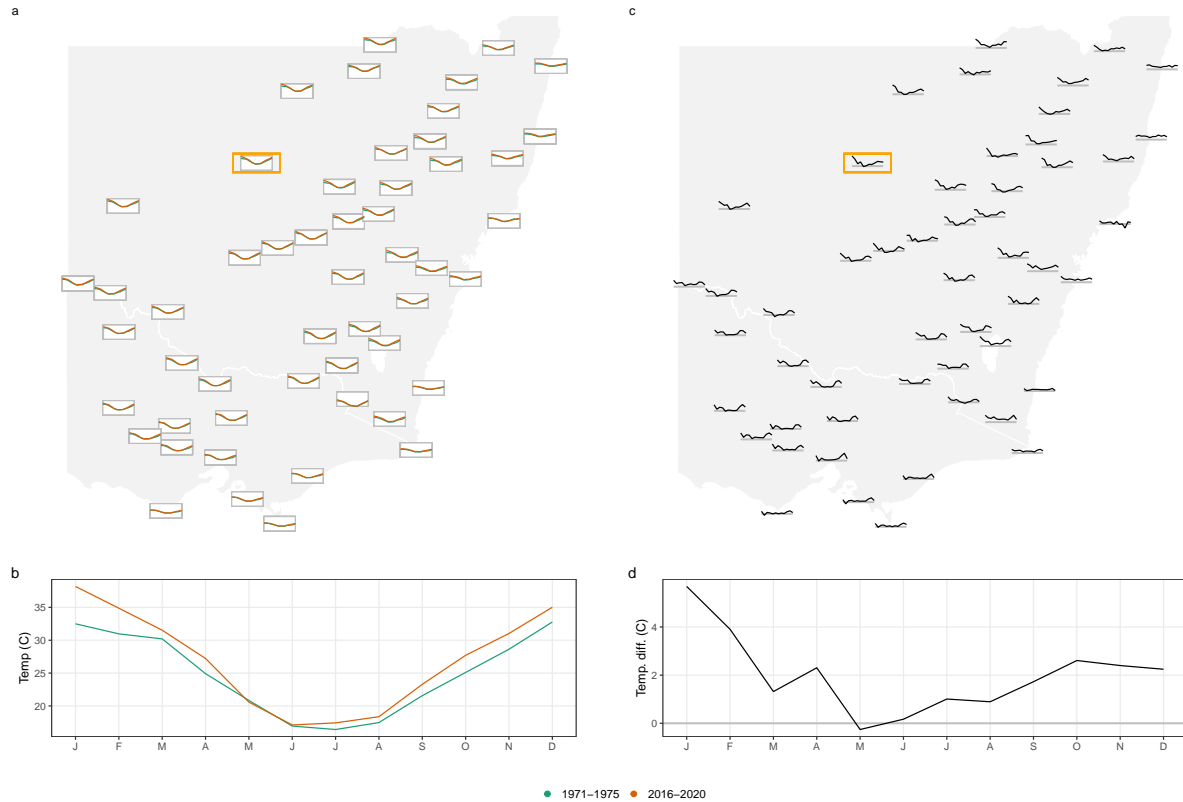 a
c
b
Temp (C)
35
30
25
20
J F M A M J J A S O N D
d
Temp. diff. (C)
4
2
0
J F M A M J J A S O N D
1971−1975 2016−2020